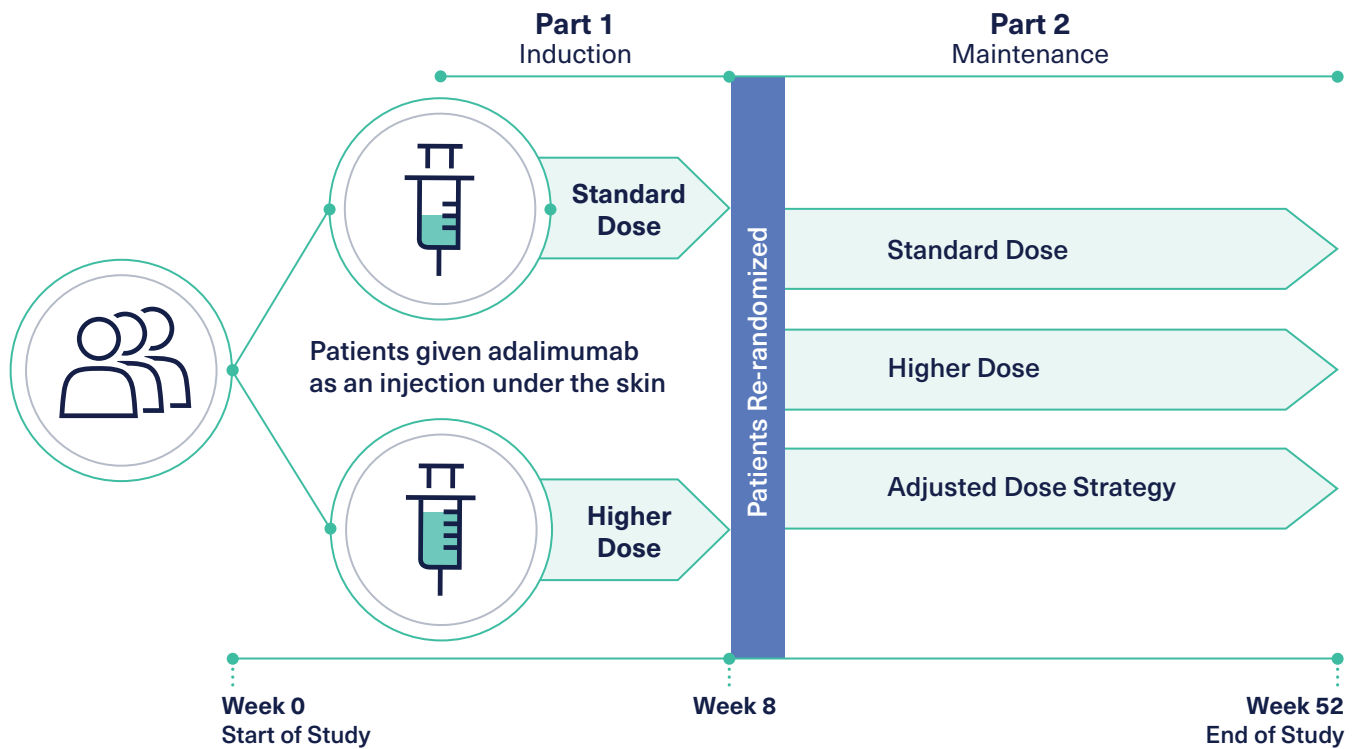 Part 1
Induction
Part 2
Maintenance
Standard
Dose
Patients given adalimumab
as an injection under the skin
Higher
Dose
Patients Re-randomized
Standard Dose
Higher Dose
Adjusted Dose Strategy
Week 0
Start of Study
Week 8
Week 52
End of Study